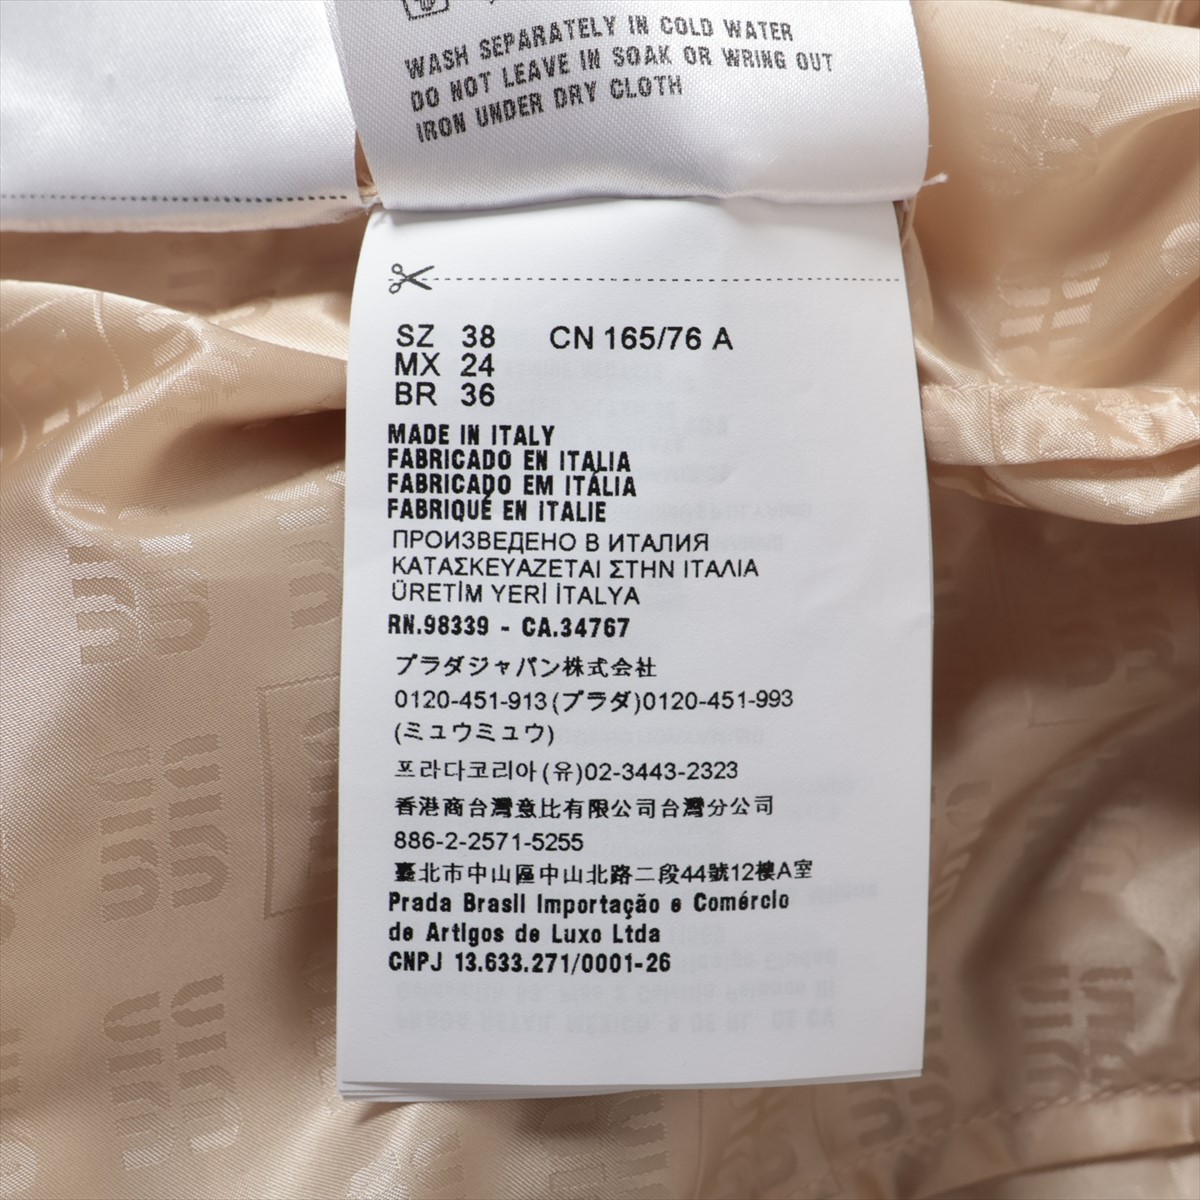 WASH SEPARATELY IN COLD WATER
DO NOT LEAVE IN SOAK OR WRING OUT
IRON UNDER DRY CLOTH
SZ 38 CN 165/76 A
MX 24
BR 36
MADE IN ITALY
FABRICADO EN ITALIA
FABRICADO EM ITÁLIA
FABRIQUÉ EN ITALIE
ПРОИЗВЕДЕНО В ИТАЛИЯ
ΚΑΤΑΣΚΕΥΑΖΕΤΑΙ ΣΤΗΝ ΙΤΑΛΙΑ
ÜRETİM YERİ İTALYA
RN.98339 - CA.34767
プラダジャパン株式会社
0120-451-913(プラダ)0120-451-993
(ミュウミュウ)
프라다코리아(유)02-3443-2323
香港商台灣意比有限公司台灣分公司
886-2-2571-5255
臺北市中山區中山北路二段44號12樓A室
Prada Brasil Importação e Comércio
de Artigos de Luxo Ltda
CNPJ 13.633.271/0001-26